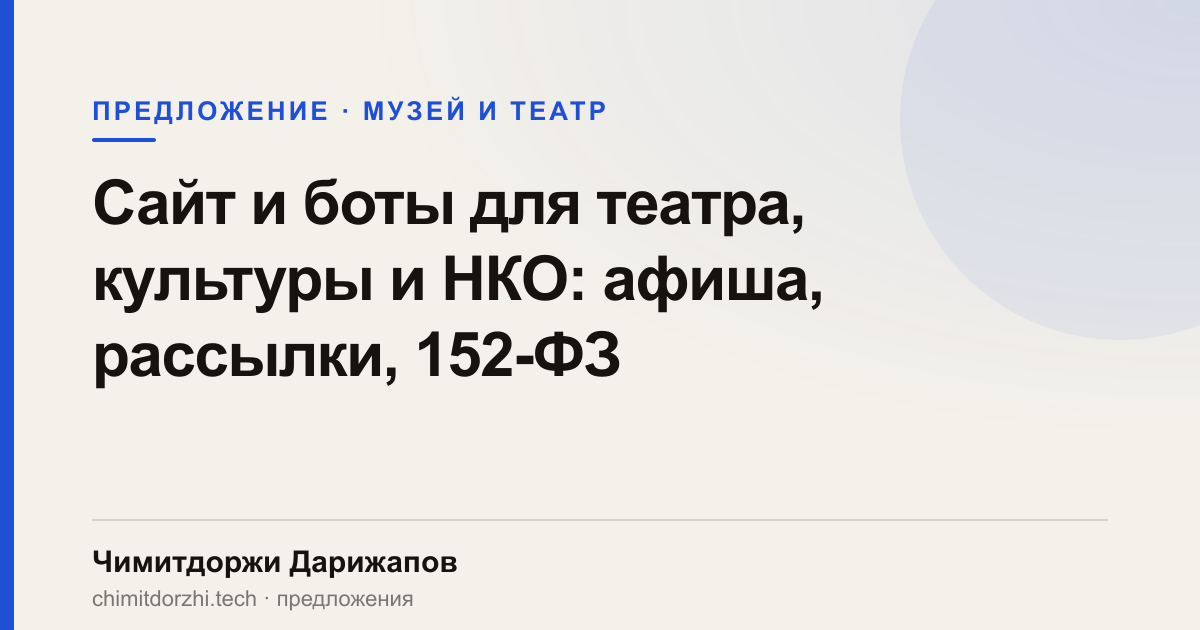 ПРЕДЛОЖЕНИЕ · МУЗЕЙ И ТЕАТР
Сайт и боты для театра,
культуры и НКО: афиша,
рассылки, 152-ФЗ
Чимитдоржи Дарижапов
chimitdorzhi.tech · предложения